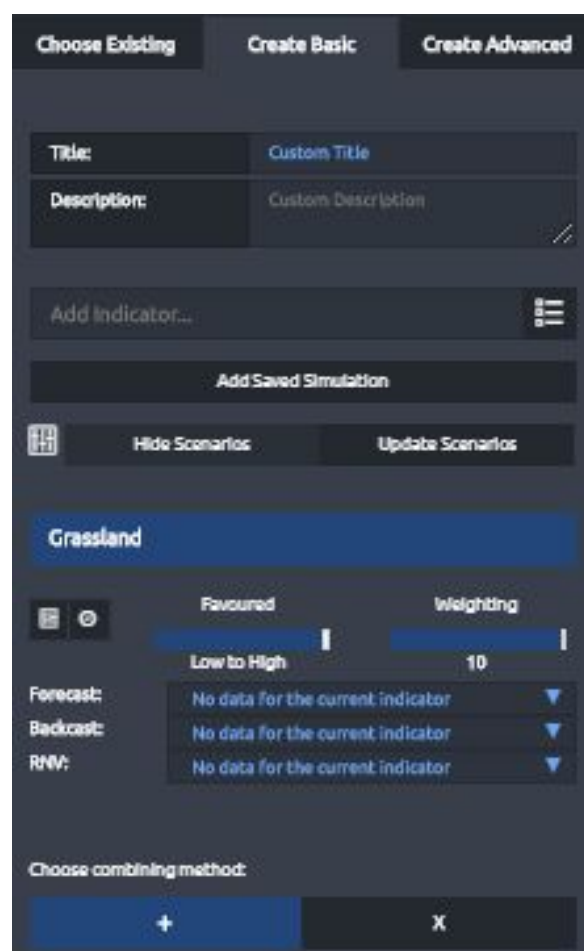 Choose Existing Create Basic Create Advanced
Title: Custom Title
Description: Custom Description
Add Indicator...
Add Saved Simulation
Hide Scenarios Update Scenarios
Grassland
Favoured Weighting
Low to High 10
Forecast: No data for the current indicator
Backcast: No data for the current indicator
RNV: No data for the current indicator
Choose combining method:
+ X